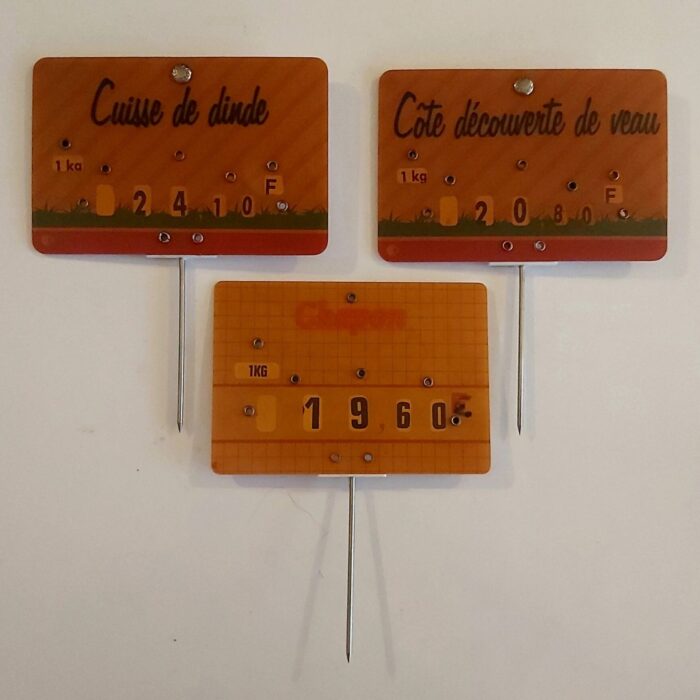 Cuisse de dinde
1 kg
F
2 4 1 0
Côte découverte de veau
1 kg
F
2 0 8 0
Chapon
1KG
1 9, 6 0 F